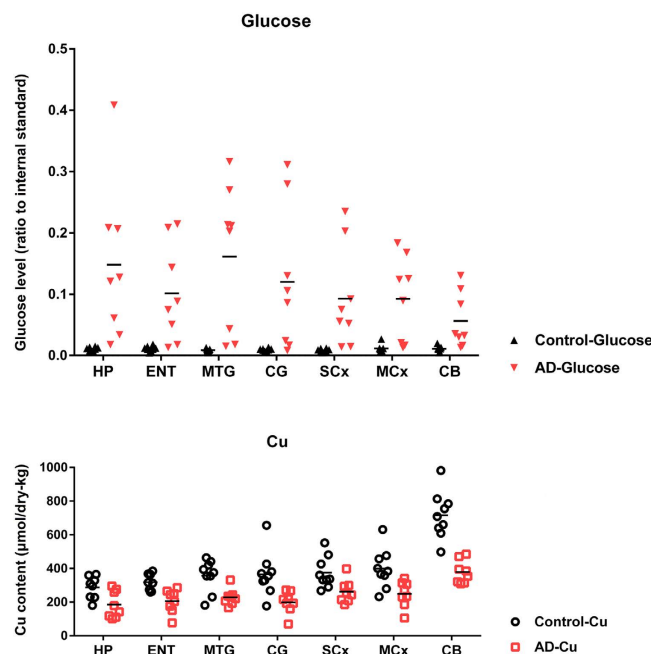 Glucose
Glucose level (ratio to internal standard)
0.5
0.4
0.3
0.2
0.1
0.0
HP ENT MTG CG SCx MCx CB
Control-Glucose
AD-Glucose
Cu
Cu content (µmol/dry-kg)
1000
800
600
400
200
0
HP ENT MTG CG SCx MCx CB
Control-Cu
AD-Cu